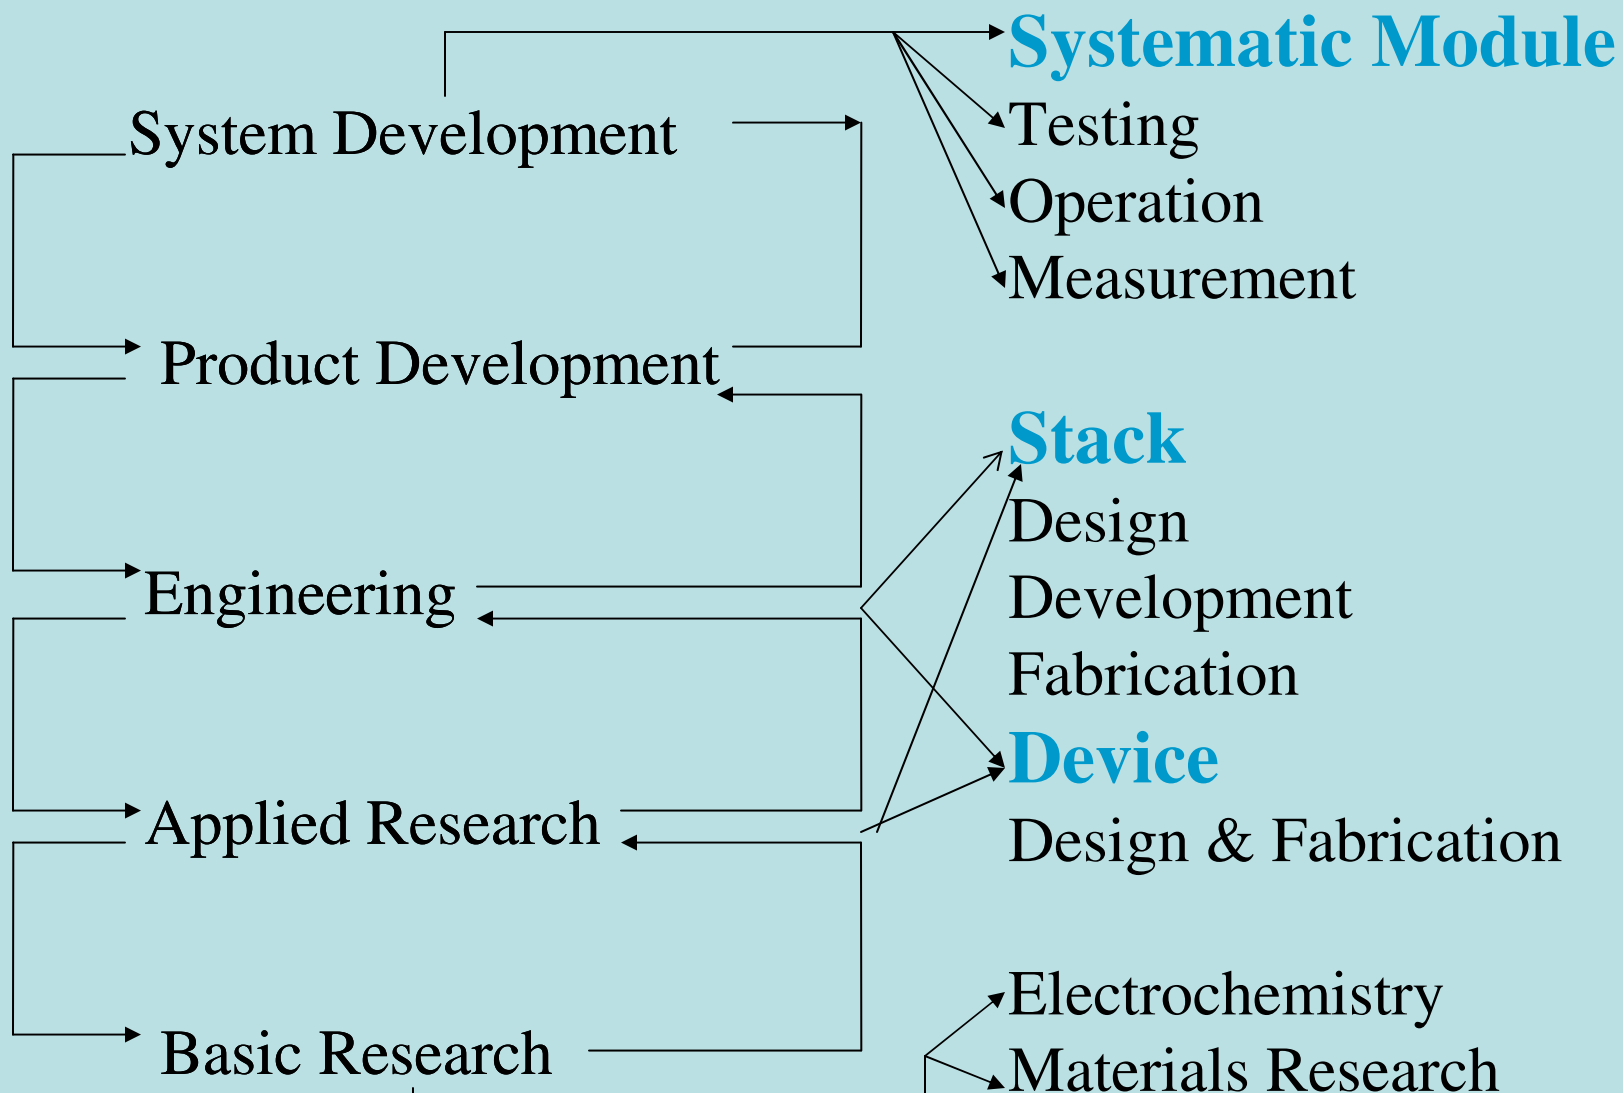 Systematic Module
System Development
Testing
Operation
Measurement
Product Development
Stack
Design
Development
Engineering
Fabrication
Device
Applied Research
Design & Fabrication
Electrochemistry
Basic Research
Materials Research